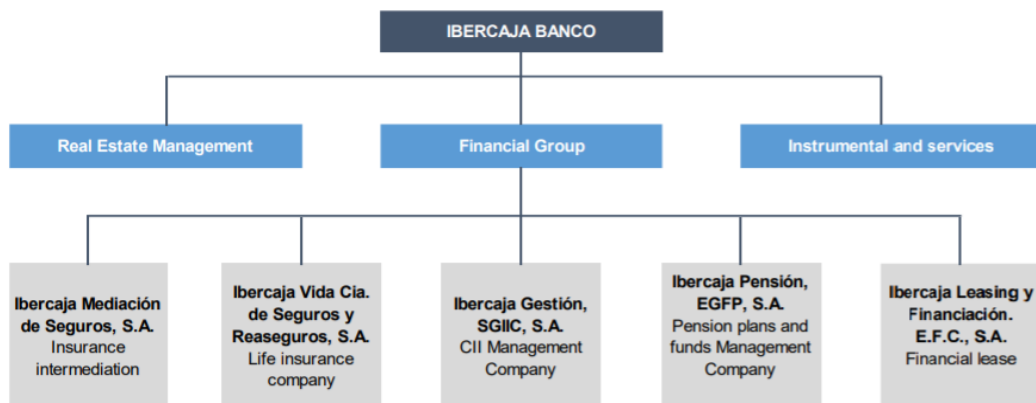 IBERCAJA BANCO
Real Estate Management
Financial Group
Instrumental and services
Ibercaja Mediación
de Seguros, S.A.
Insurance
intermediation
Ibercaja Vida Cia.
de Seguros y
Reaseguros, S.A.
Life insurance
company
Ibercaja Gestión,
SGIIC, S.A.
CII Management
Company
Ibercaja Pensión,
EGFP, S.A.
Pension plans and
funds Management
Company
Ibercaja Leasing y
Financiación.
E.F.C., S.A.
Financial lease